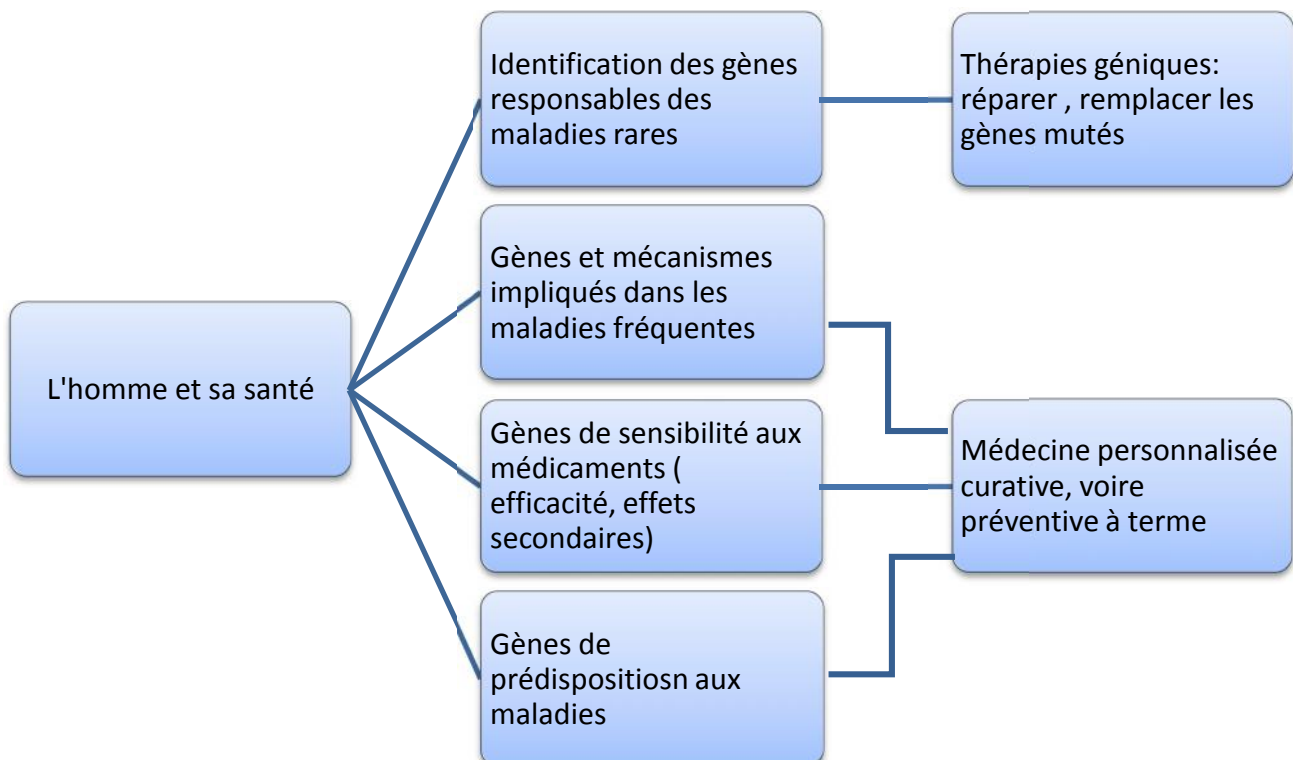 Identification des gènes
responsables des
maladies rares
Thérapies géniques:
réparer , remplacer les
gènes mutés
Gènes et mécanismes
impliqués dans les
maladies fréquentes
L'homme et sa santé
Gènes de sensibilité aux
médicaments (
efficacité, effets
secondaires)
Médecine personnalisée
curative, voire
préventive à terme
Gènes de
prédispositiosn aux
maladies